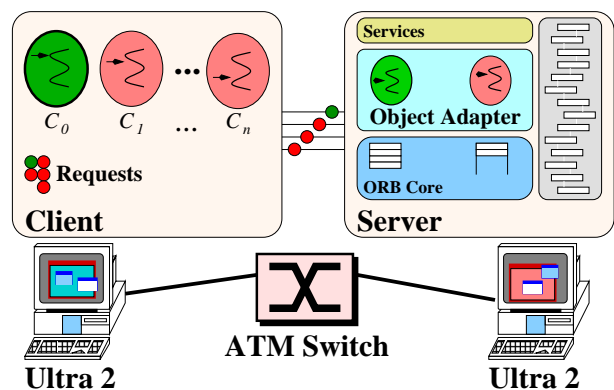 Services
Object Adapter
C0 C1 ... Cn
...
Requests
ORB Core
Client
Server
ATM Switch
Ultra 2
Ultra 2